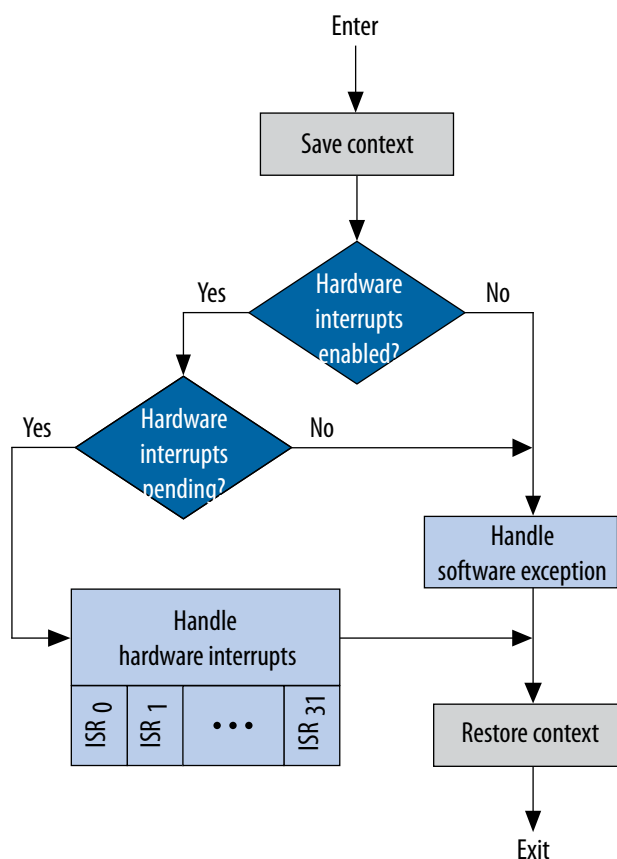 Enter
Save context
Yes
Hardware
interrupts
enabled?
No
Yes
Hardware
interrupts
pending?
No
Handle
software exception
Handle
hardware interrupts
ISR 0
ISR 1
•••
ISR 31
Restore context
Exit